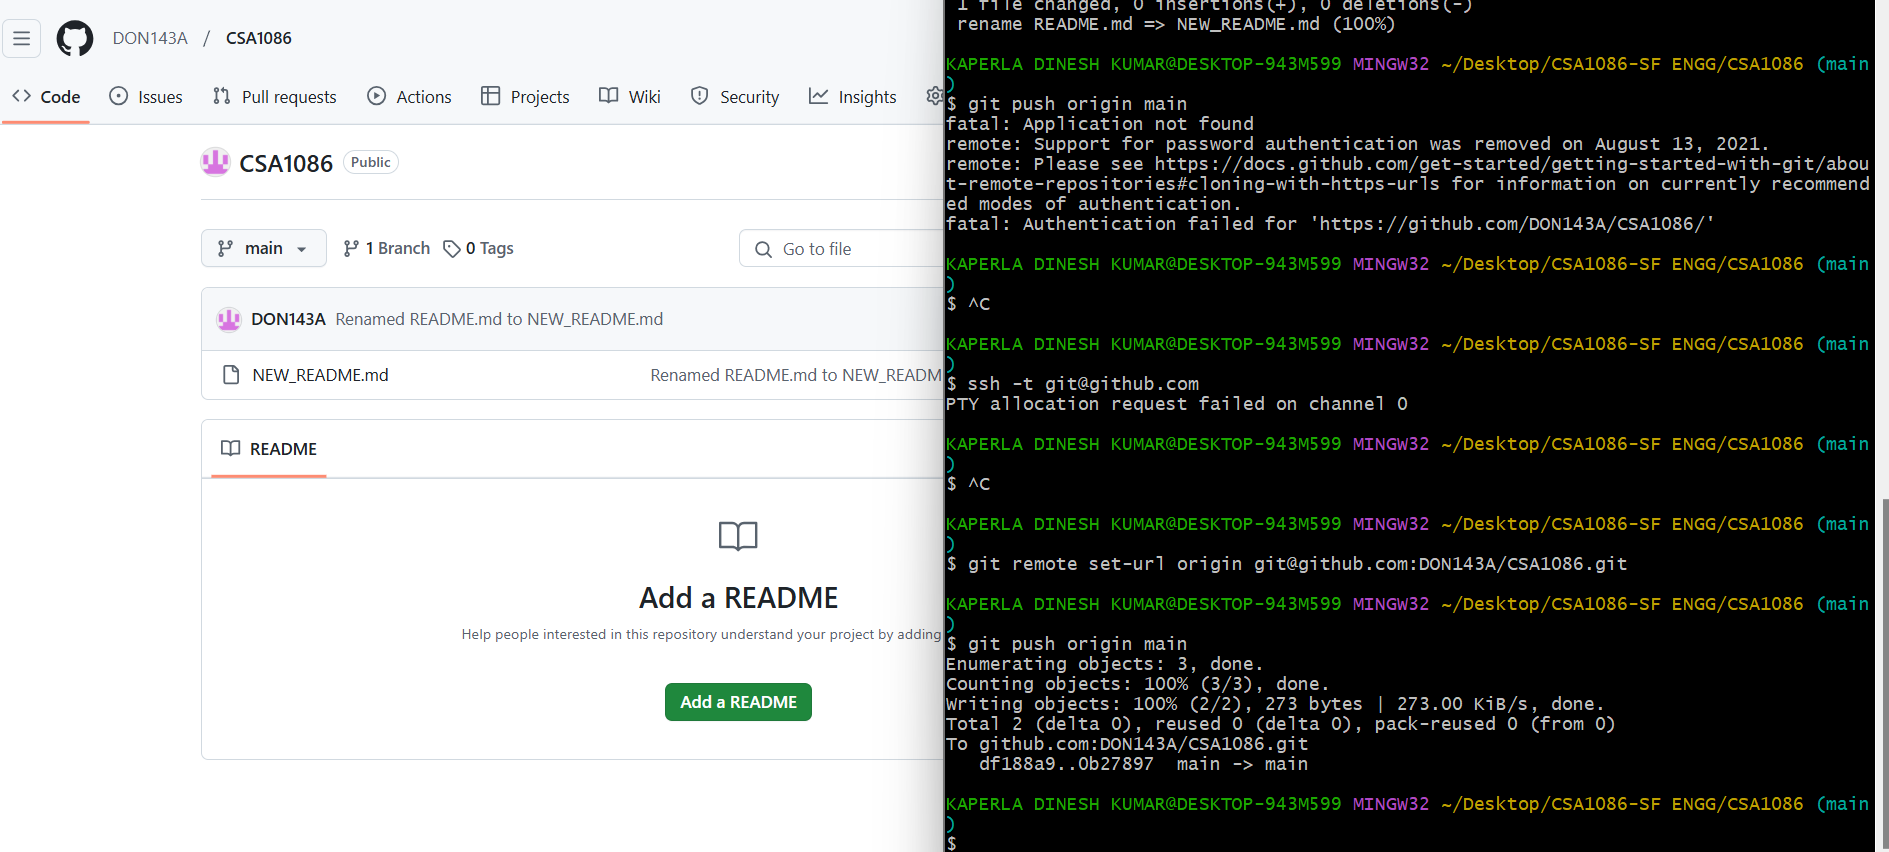 DON143A / CSA1086
Code Issues Pull requests Actions Projects Wiki Security Insights
CSA1086 Public
main 1 Branch 0 Tags Go to file
DON143A Renamed README.md to NEW_README.md
NEW_README.md Renamed README.md to NEW_READM
README
Add a README
Help people interested in this repository understand your project by adding
Add a README
1 file changed, 0 insertions(+), 0 deletions(-)
rename README.md => NEW_README.md (100%)
KAPERLA DINESH KUMAR@DESKTOP-943M599 MINGW32 ~/Desktop/CSA1086-SF ENGG/CSA1086 (main
)
$ git push origin main
fatal: Application not found
remote: Support for password authentication was removed on August 13, 2021.
remote: Please see https://docs.github.com/get-started/getting-started-with-git/abou
t-remote-repositories#cloning-with-https-urls for information on currently recommend
ed modes of authentication.
fatal: Authentication failed for 'https://github.com/DON143A/CSA1086/'
KAPERLA DINESH KUMAR@DESKTOP-943M599 MINGW32 ~/Desktop/CSA1086-SF ENGG/CSA1086 (main
)
$ ^C
KAPERLA DINESH KUMAR@DESKTOP-943M599 MINGW32 ~/Desktop/CSA1086-SF ENGG/CSA1086 (main
)
$ ssh -t git@github.com
PTY allocation request failed on channel 0
KAPERLA DINESH KUMAR@DESKTOP-943M599 MINGW32 ~/Desktop/CSA1086-SF ENGG/CSA1086 (main
)
$ ^C
KAPERLA DINESH KUMAR@DESKTOP-943M599 MINGW32 ~/Desktop/CSA1086-SF ENGG/CSA1086 (main
)
$ git remote set-url origin git@github.com:DON143A/CSA1086.git
KAPERLA DINESH KUMAR@DESKTOP-943M599 MINGW32 ~/Desktop/CSA1086-SF ENGG/CSA1086 (main
)
$ git push origin main
Enumerating objects: 3, done.
Counting objects: 100% (3/3), done.
Writing objects: 100% (2/2), 273 bytes | 273.00 KiB/s, done.
Total 2 (delta 0), reused 0 (delta 0), pack-reused 0 (from 0)
To github.com:DON143A/CSA1086.git
df188a9..0b27897 main -> main
KAPERLA DINESH KUMAR@DESKTOP-943M599 MINGW32 ~/Desktop/CSA1086-SF ENGG/CSA1086 (main
)
$